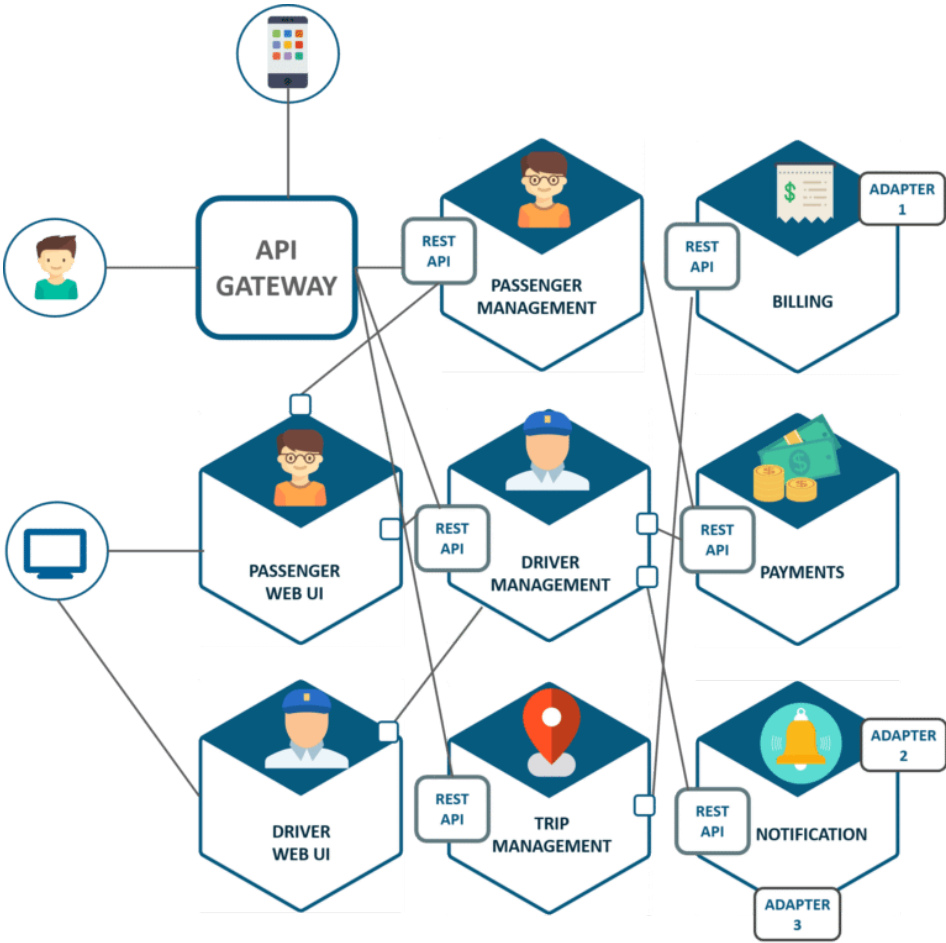 API
GATEWAY
REST
API
PASSENGER
MANAGEMENT
REST
API
BILLING
ADAPTER
1
PASSENGER
WEB UI
REST
API
DRIVER
MANAGEMENT
REST
API
PAYMENTS
DRIVER
WEB UI
REST
API
TRIP
MANAGEMENT
REST
API
NOTIFICATION
ADAPTER
2
ADAPTER
3